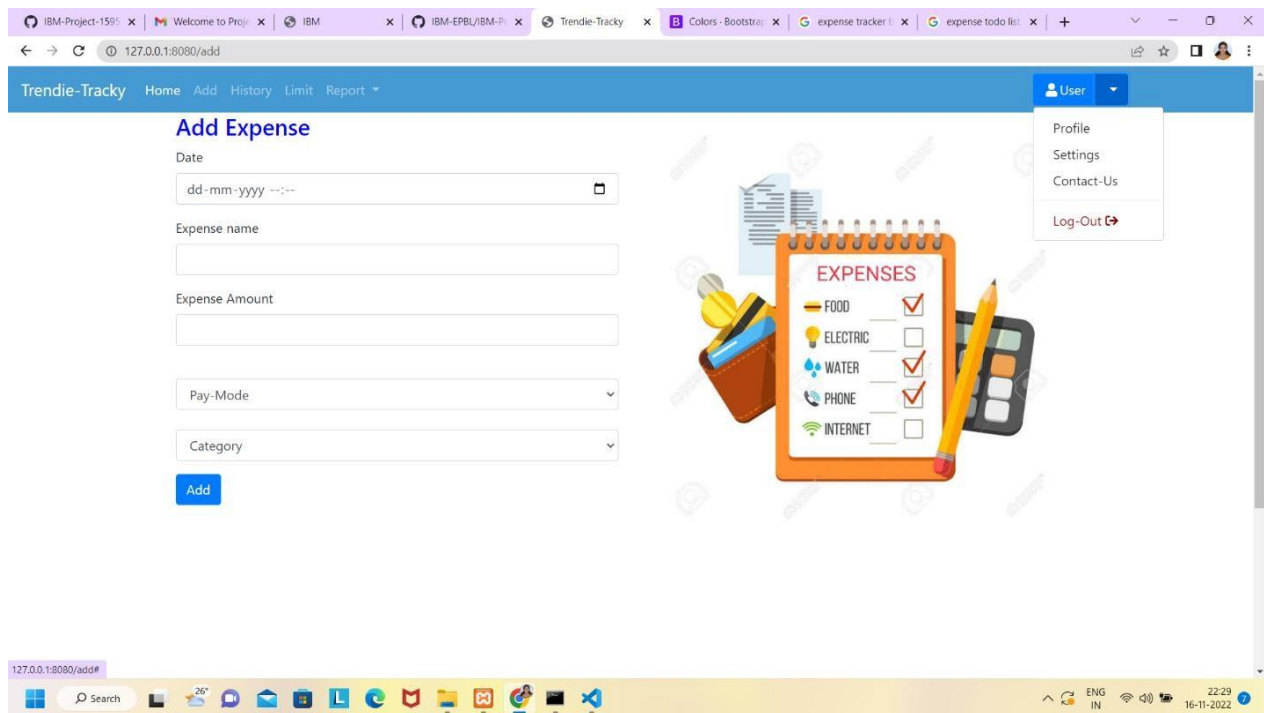 IBM-Project-1595
Welcome to Proje
IBM
IBM-EPBL/IBM-Pr
Trendie-Tracky
Colors · Bootstrap
expense tracker b
expense todo list
127.0.0.1:8080/add
Trendie-Tracky Home Add History Limit Report User
Add Expense
Date
dd-mm-yyyy --:--
Expense name
Expense Amount
Pay-Mode
Category
Add
Profile
Settings
Contact-Us
Log-Out
EXPENSES
FOOD
ELECTRIC
WATER
PHONE
INTERNET
127.0.0.1:8080/add#
Search
26°
ENG
IN
22:29
16-11-2022
7